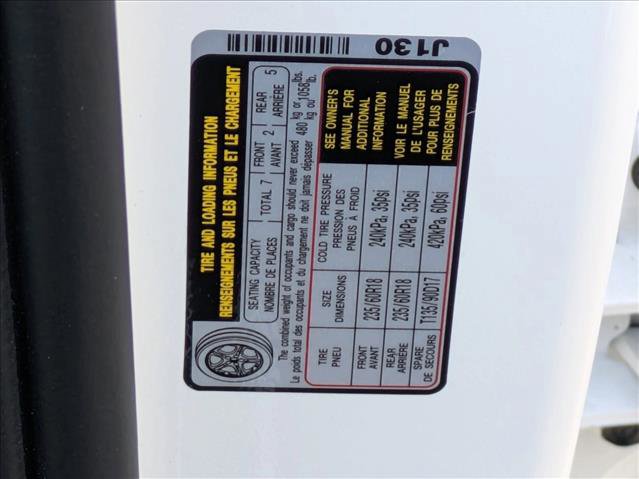 TIRE AND LOADING INFORMATION
RENSEIGNEMENTS SUR LES PNEUS ET LE CHARGEMENT
SEATING CAPACITY
NOMBRE DE PLACES
TOTAL 7
FRONT
AVANT
2
REAR
ARRIÈRE
5
The combined weight of occupants and cargo should never exceed
Le poids total des occupants et du chargement ne doit jamais dépasser
480 kg or 1058 lbs.
kg ou lb.
TIRE
PNEU
SIZE
DIMENSIONS
COLD TIRE PRESSURE
PRESSION DES
PNEUS À FROID
FRONT
AVANT
235/60R18
240kPa, 35psi
REAR
ARRIERE
235/60R18
240kPa, 35psi
SPARE
DE SECOURS
T135/90D17
420kPa, 60psi
SEE OWNER'S
MANUAL FOR
ADDITIONAL
INFORMATION
VOIR LE MANUEL
DE L'USAGER
POUR PLUS DE
RENSEIGNEMENTS
J130